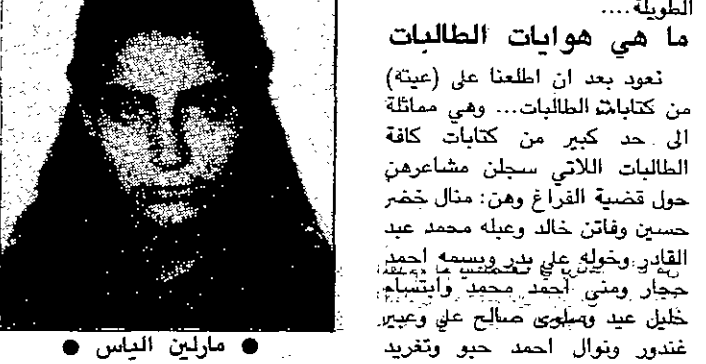 الطويلة....
ما هي هوايات الطالبات
نعود بعد ان اطلعنا على (عينة)
من كتابات الطالبات... وهي مماثلة
الى حد كبير من كتابات كافة
الطالبات اللاتي سجلن مشاعرهن
حول قضية الفراغ وهن: منال خضر
حسين وفاتن خالد وعبله محمد عبد
القادر وخوله علي بدر وبسمه احمد
حجار ومنى احمد محمد وابتسام
خليل عيد وسلوى صالح علي وعبير
غندور ونوال احمد حبو وتغريد
● مارلين الياس ●